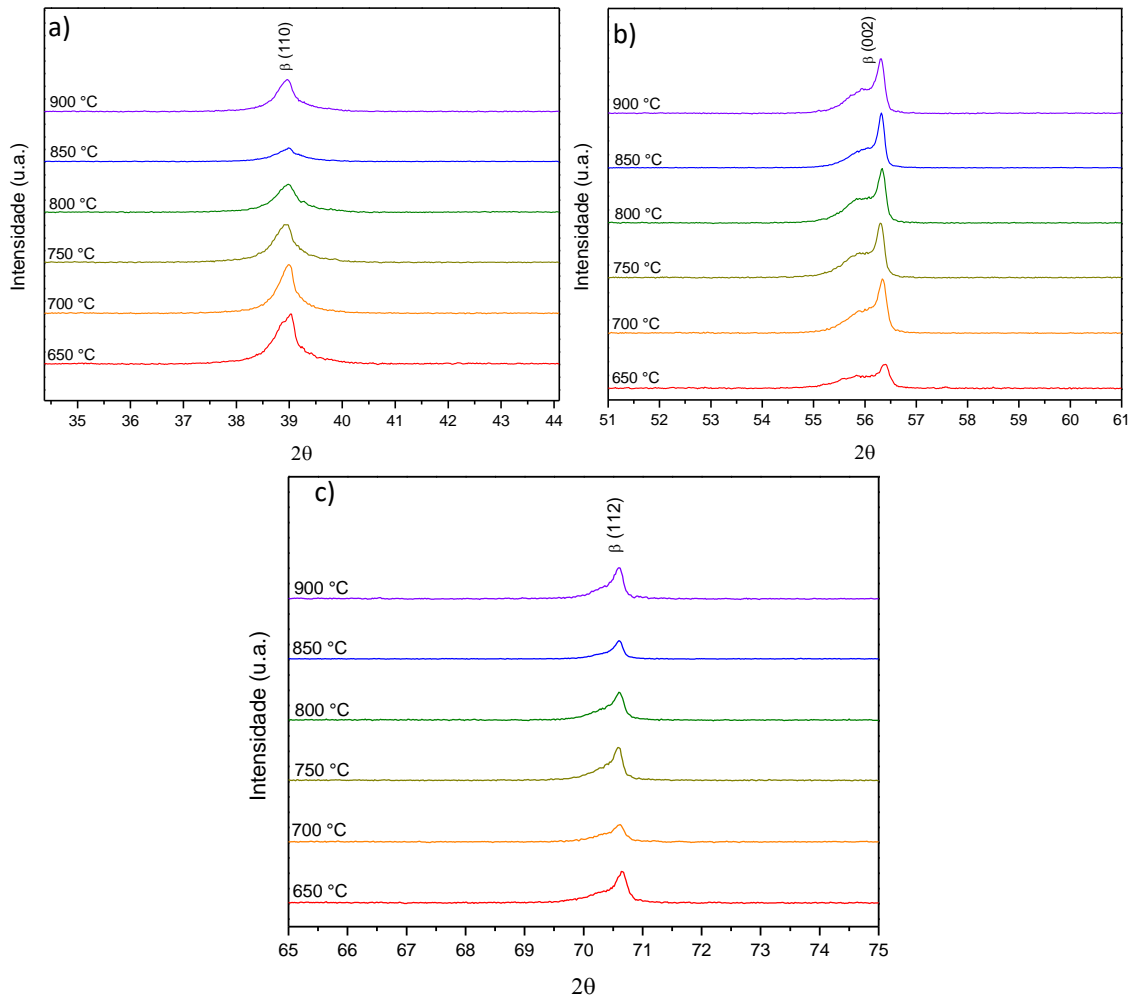 a)
β (110)
900 °C
850 °C
800 °C
750 °C
700 °C
650 °C
Intensidade (u.a.)
35 36 37 38 39 40 41 42 43 44
2θ
b)
β (002)
900 °C
850 °C
800 °C
750 °C
700 °C
650 °C
Intensidade (u.a.)
51 52 53 54 55 56 57 58 59 60 61
2θ
c)
β (112)
900 °C
850 °C
800 °C
750 °C
700 °C
650 °C
Intensidade (u.a.)
65 66 67 68 69 70 71 72 73 74 75
2θ